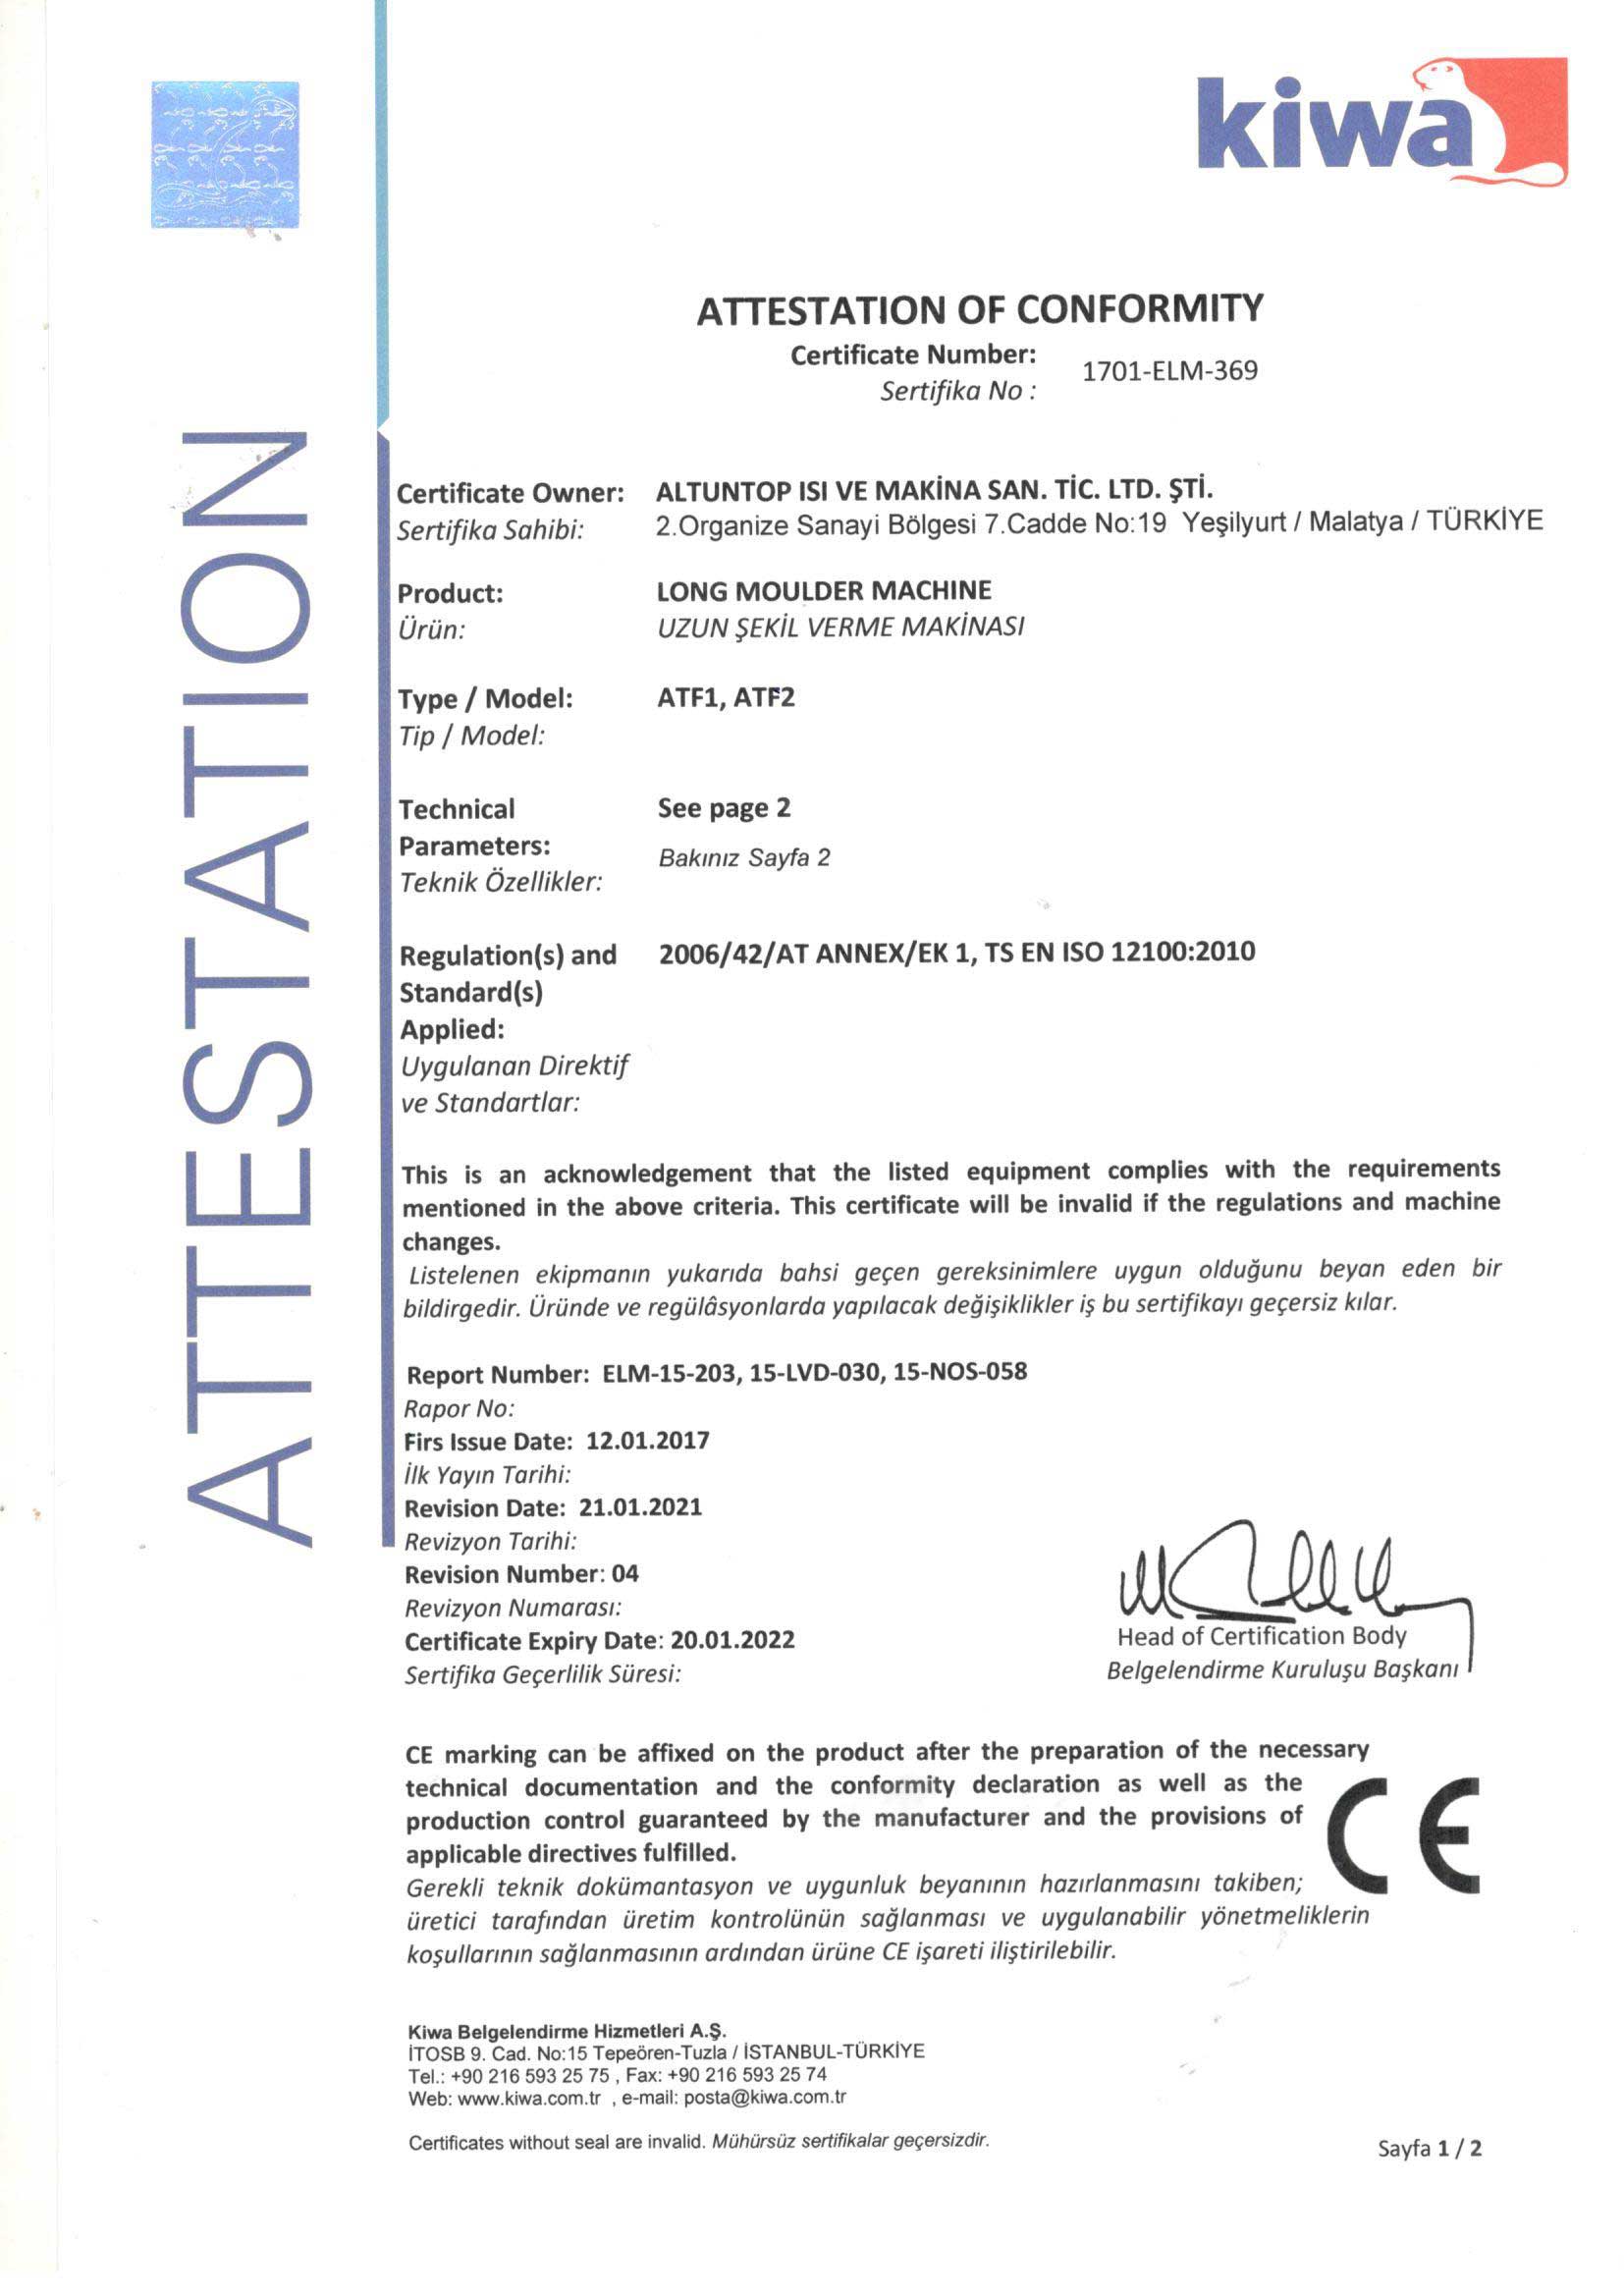 kiwa
ATTESTATION
ATTESTATION OF CONFORMITY
Certificate Number:
Sertifika No :
1701-ELM-369
Certificate Owner:
Sertifika Sahibi:
ALTUNTOP ISI VE MAKİNA SAN. TİC. LTD. ŞTİ.
2.Organize Sanayi Bölgesi 7.Cadde No:19 Yeşilyurt / Malatya / TÜRKİYE
Product:
Ürün:
LONG MOULDER MACHINE
UZUN ŞEKİL VERME MAKİNASI
Type / Model:
Tip / Model:
ATF1, ATF2
Technical
Parameters:
Teknik Özellikler:
See page 2
Bakınız Sayfa 2
Regulation(s) and
Standard(s)
Applied:
Uygulanan Direktif
ve Standartlar:
2006/42/AT ANNEX/EK 1, TS EN ISO 12100:2010
This is an acknowledgement that the listed equipment complies with the requirements
mentioned in the above criteria. This certificate will be invalid if the regulations and machine
changes.
Listelenen ekipmanın yukarıda bahsi geçen gereksinimlere uygun olduğunu beyan eden bir
bildirgedir. Üründe ve regülâsyonlarda yapılacak değişiklikler iş bu sertifikayı geçersiz kılar.
Report Number: ELM-15-203, 15-LVD-030, 15-NOS-058
Rapor No:
Firs Issue Date: 12.01.2017
İlk Yayın Tarihi:
Revision Date: 21.01.2021
Revizyon Tarihi:
Revision Number: 04
Revizyon Numarası:
Certificate Expiry Date: 20.01.2022
Sertifika Geçerlilik Süresi:
Head of Certification Body
Belgelendirme Kuruluşu Başkanı
CE marking can be affixed on the product after the preparation of the necessary
technical documentation and the conformity declaration as well as the
production control guaranteed by the manufacturer and the provisions of
applicable directives fulfilled.
Gerekli teknik dokümantasyon ve uygunluk beyanının hazırlanmasını takiben;
üretici tarafından üretim kontrolünün sağlanması ve uygulanabilir yönetmeliklerin
koşullarının sağlanmasının ardından ürüne CE işareti iliştirilebilir.
CE
Kiwa Belgelendirme Hizmetleri A.Ş.
İTOSB 9. Cad. No:15 Tepeören-Tuzla / İSTANBUL-TÜRKİYE
Tel.: +90 216 593 25 75 , Fax: +90 216 593 25 74
Web: www.kiwa.com.tr , e-mail: posta@kiwa.com.tr
Certificates without seal are invalid. Mühürsüz sertifikalar geçersizdir.
Sayfa 1 / 2